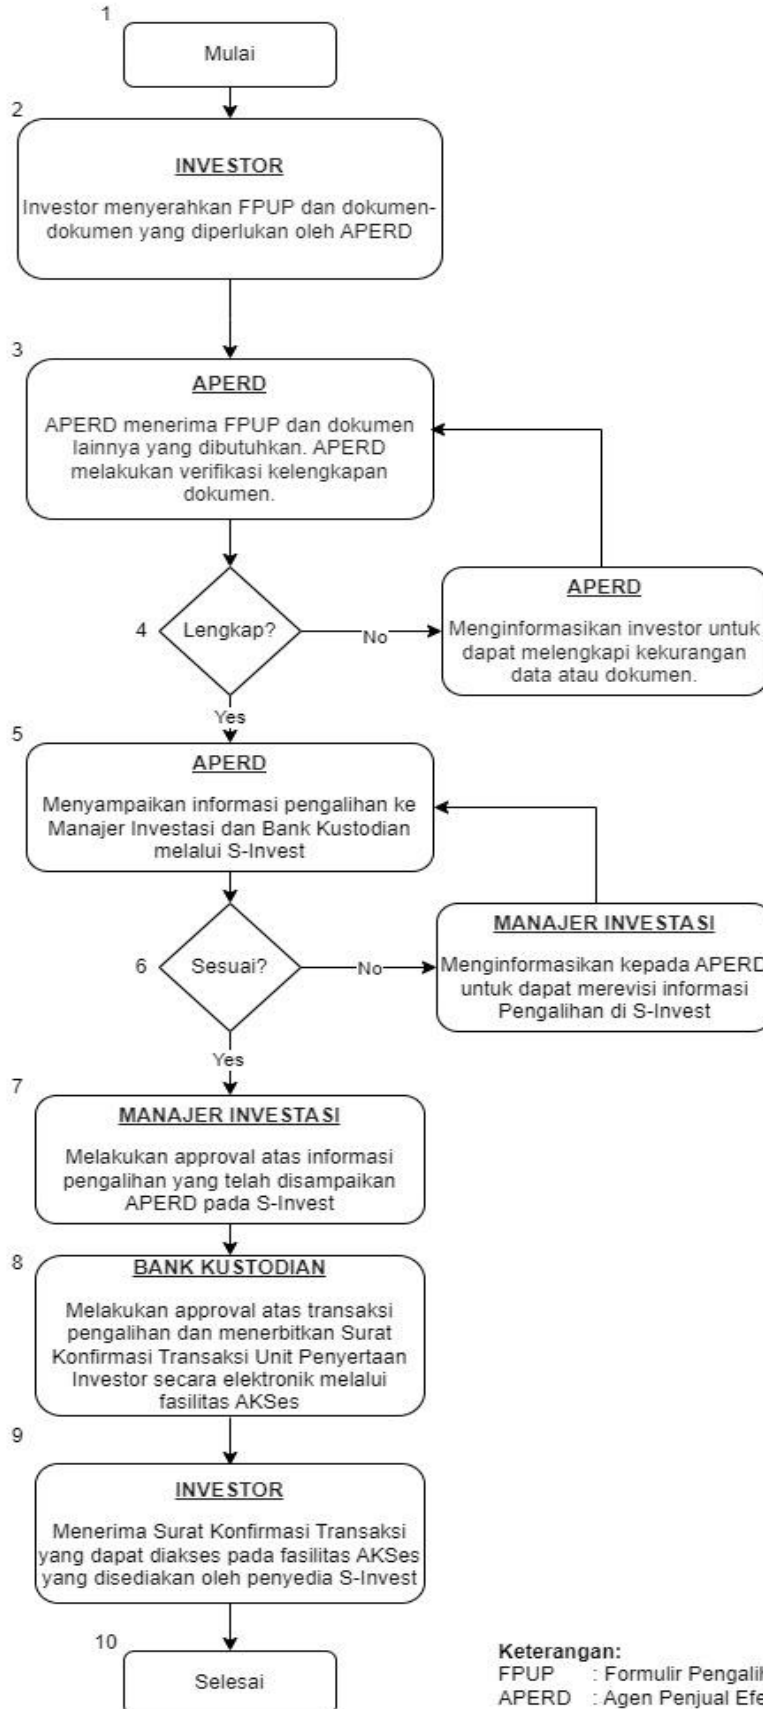 1
Mulai
2
INVESTOR
Investor menyerahkan FPUP dan dokumen-
dokumen yang diperlukan oleh APERD
3
APERD
APERD menerima FPUP dan dokumen
lainnya yang dibutuhkan. APERD
melakukan verifikasi kelengkapan
dokumen.
4
Lengkap?
No
APERD
Menginformasikan investor untuk
dapat melengkapi kekurangan
data atau dokumen.
Yes
5
APERD
Menyampaikan informasi pengalihan ke
Manajer Investasi dan Bank Kustodian
melalui S-Invest
6
Sesuai?
No
MANAJER INVESTASI
Menginformasikan kepada APERD
untuk dapat merevisi informasi
Pengalihan di S-Invest
Yes
7
MANAJER INVESTASI
Melakukan approval atas informasi
pengalihan yang telah disampaikan
APERD pada S-Invest
8
BANK KUSTODIAN
Melakukan approval atas transaksi
pengalihan dan menerbitkan Surat
Konfirmasi Transaksi Unit Penyertaan
Investor secara elektronik melalui
fasilitas AKSes
9
INVESTOR
Menerima Surat Konfirmasi Transaksi
yang dapat diakses pada fasilitas AKSes
yang disediakan oleh penyedia S-Invest
10
Selesai
Keterangan:
FPUP : Formulir
APERD : Agen Penjual